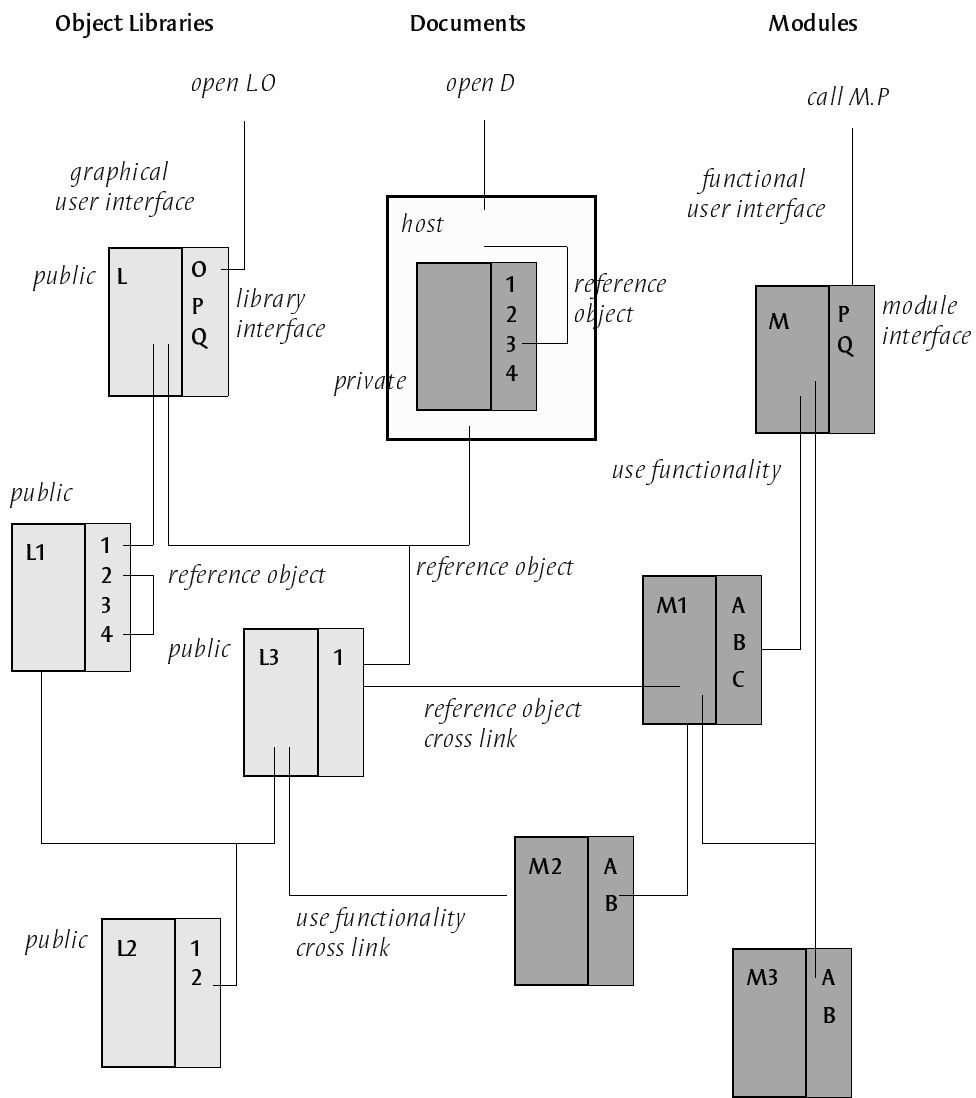 Object Libraries
Documents
Modules
open L.O
open D
call M.P
graphical
user interface
functional
user interface
host
public
L
O
P
Q
library
interface
1
2
3
4
reference
object
private
M
P
Q
module
interface
use functionality
public
L1
1
2
3
4
reference object
reference object
public
L3
1
M1
A
B
C
reference object
cross link
M2
A
B
use functionality
cross link
public
L2
1
2
M3
A
B